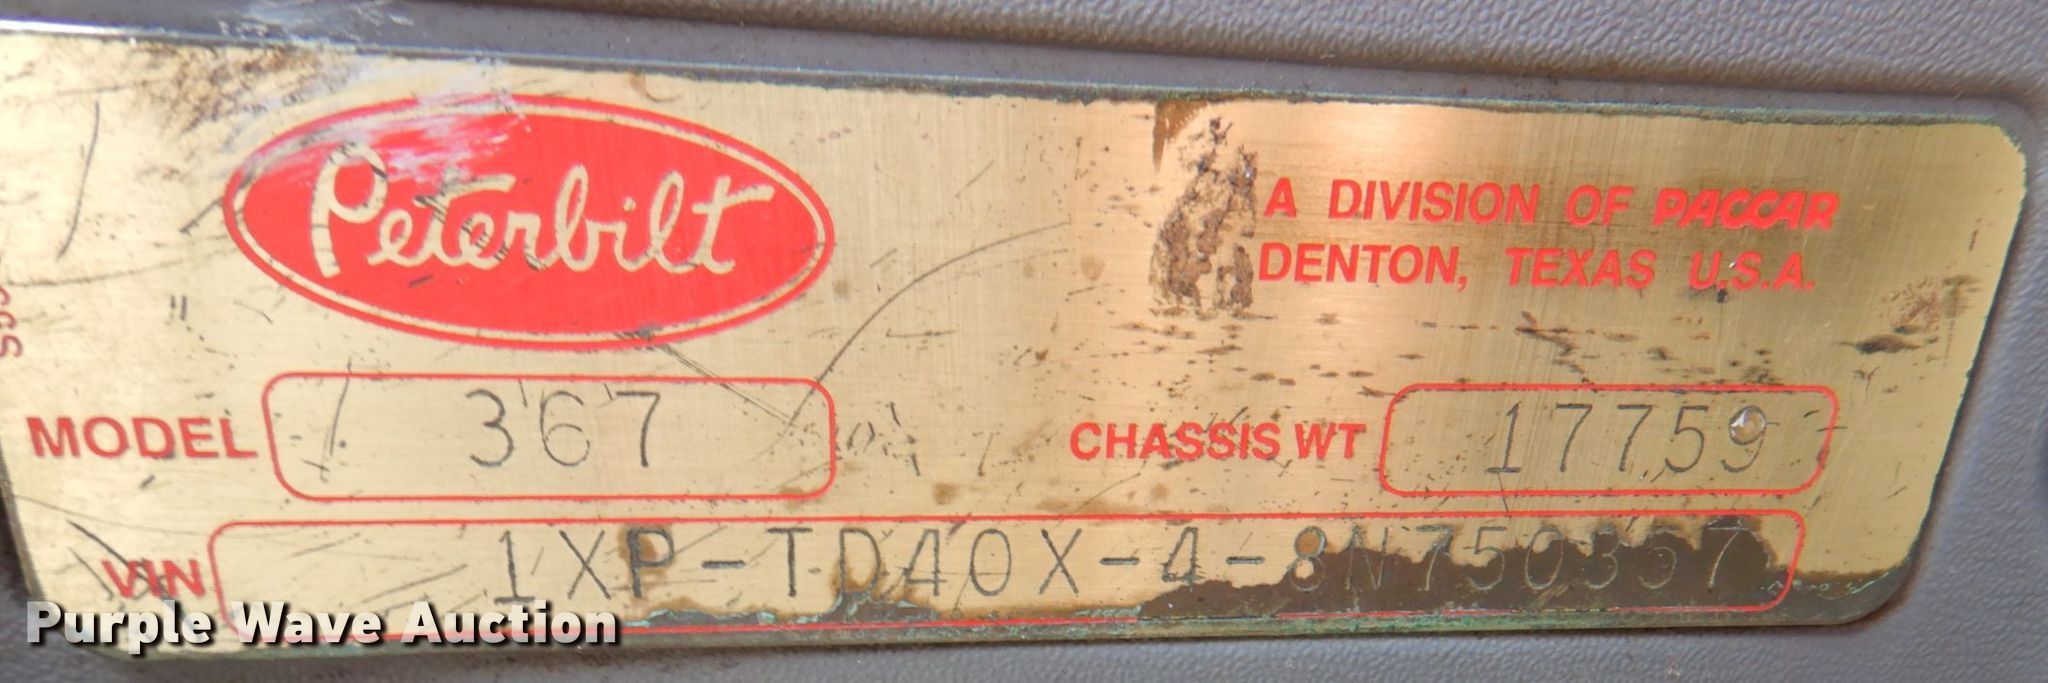 Peterbilt
A DIVISION OF PACCAR
DENTON, TEXAS U.S.A.
MODEL 367
CHASSIS WT 17759
VIN 1XP-TD40X-4-8N750357
Purple Wave Auction